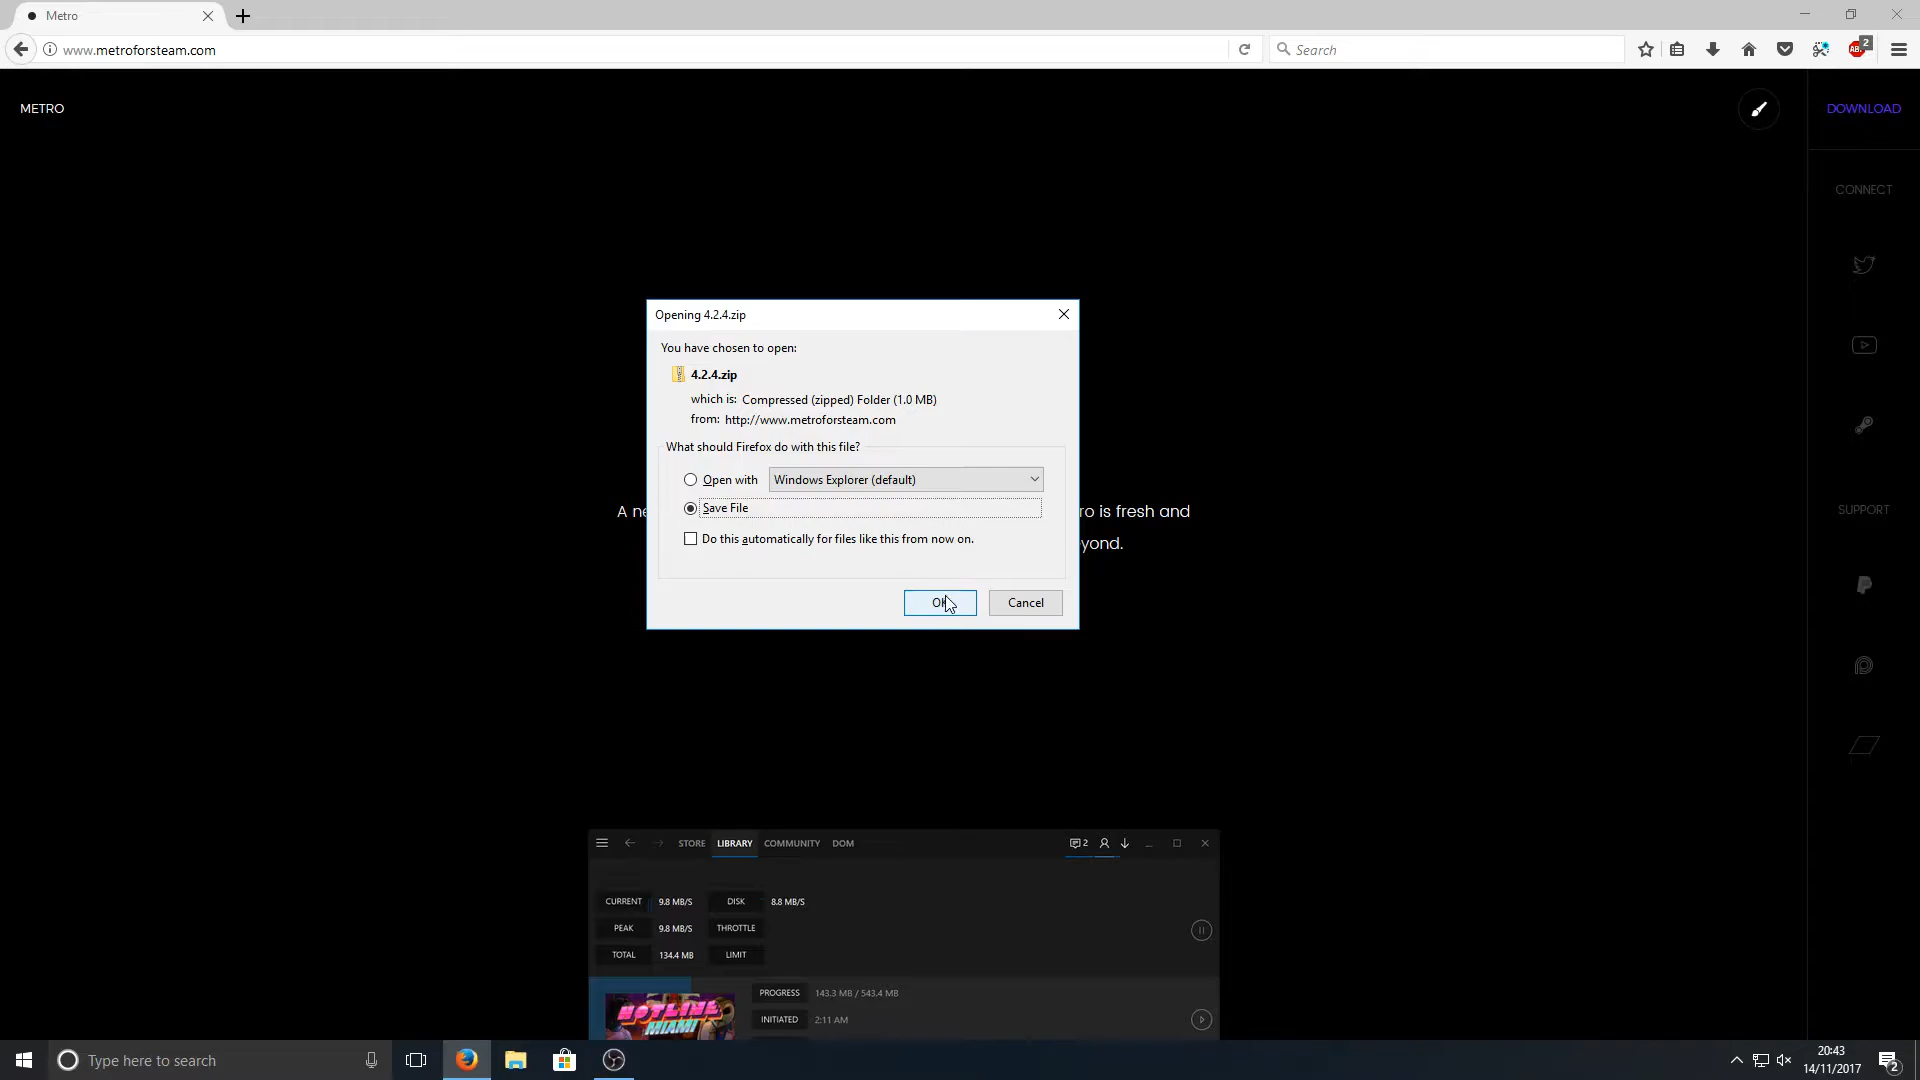 Metro
www.metroforsteam.com
Search
ABP
2
METRO
DOWNLOAD
CONNECT
SUPPORT
Opening 4.2.4.zip
You have chosen to open:
4.2.4.zip
which is: Compressed (zipped) Folder (1.0 MB)
from: http://www.metroforsteam.com
What should Firefox do with this file?
Open with
Windows Explorer (default)
Save File
Do this automatically for files like this from now on.
OK
Cancel
A ne
ro is fresh and
yond.
STORE
LIBRARY
COMMUNITY
DOM
2
CURRENT 9.8 MB/S DISK 8.8 MB/S
PEAK 9.8 MB/S THROTTLE
TOTAL 134.4 MB LIMIT
PROGRESS 143.3 MB / 543.4 MB
HOTLINE
MIAMI
INITIATED 2:11 AM
Type here to search
20:43
14/11/2017
2